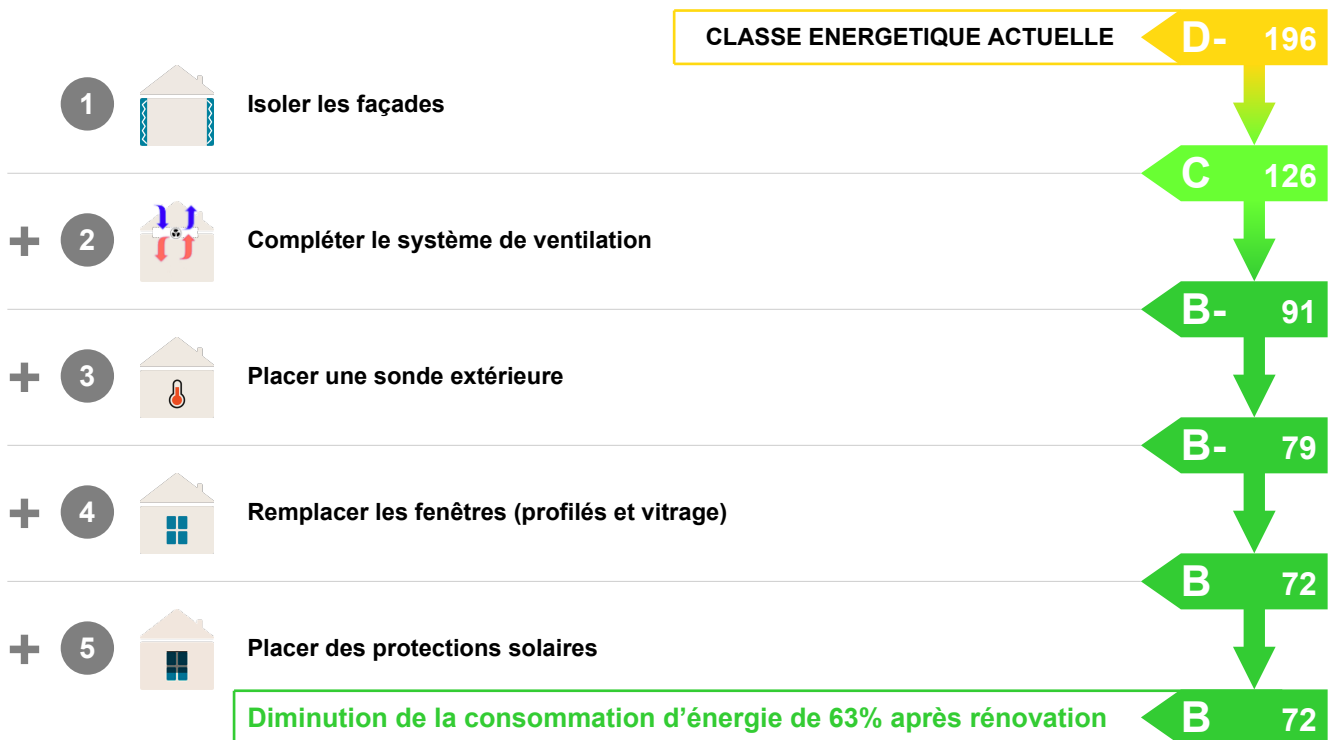 CLASSE ENERGETIQUE ACTUELLE D- 196
1 Isoler les façades
C 126
+ 2 Compléter le système de ventilation
B- 91
+ 3 Placer une sonde extérieure
B- 79
+ 4 Remplacer les fenêtres (profilés et vitrage)
B 72
+ 5 Placer des protections solaires
Diminution de la consommation d’énergie de 63% après rénovation B 72